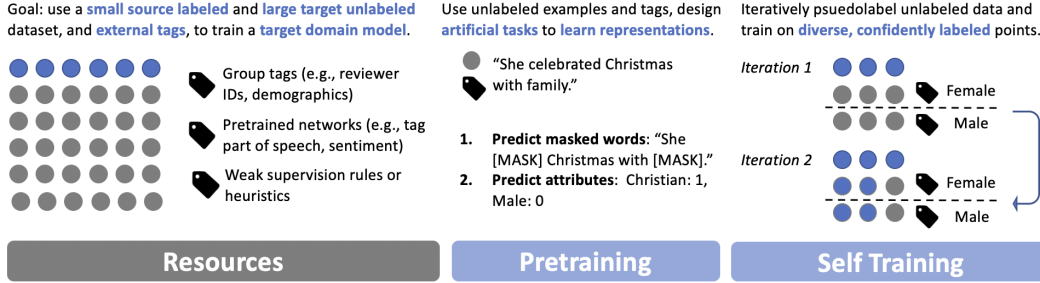 Goal: use a small source labeled and large target unlabeled
dataset, and external tags, to train a target domain model.
Group tags (e.g., reviewer
IDs, demographics)
Pretrained networks (e.g., tag
part of speech, sentiment)
Weak supervision rules or
heuristics
Resources
Use unlabeled examples and tags, design
artificial tasks to learn representations.
“She celebrated Christmas
with family.”
1. Predict masked words: “She
[MASK] Christmas with [MASK].”
2. Predict attributes: Christian: 1,
Male: 0
Pretraining
Iteratively psuedolabel unlabeled data and
train on diverse, confidently labeled points.
Iteration 1
Female
Male
Iteration 2
Female
Male
Self Training